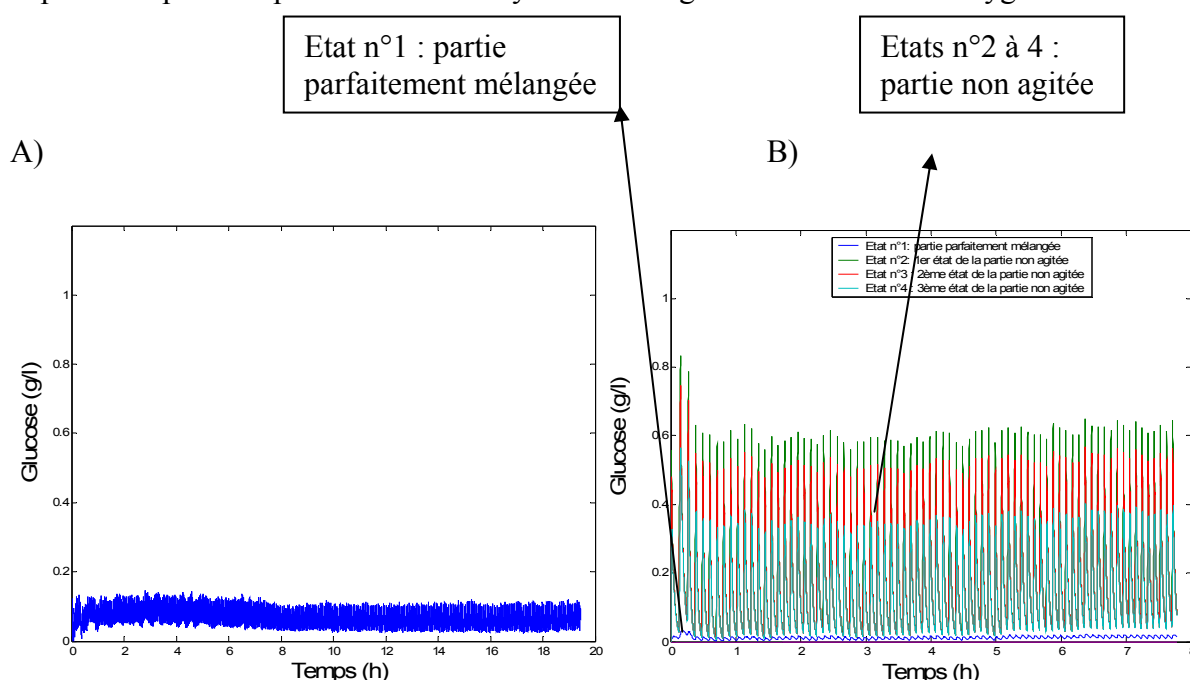 Etat n°1 : partie
parfaitement mélangée
Etats n°2 à 4 :
partie non agitée
A)
B)
Glucose (g/l)
1
0.8
0.6
0.4
0.2
0
0 2 4 6 8 10 12 14 16 18 20
Temps (h)
Etat n°1: partie parfaitement mélangée
Etat n°2: 1er état de la partie non agitée
Etat n°3 : 2ème état de la partie non agitée
Etat n°4 : 3ème état de la partie non agitée
Glucose (g/l)
1
0.8
0.6
0.4
0.2
0
0 1 2 3 4 5 6 7 8
Temps (h)